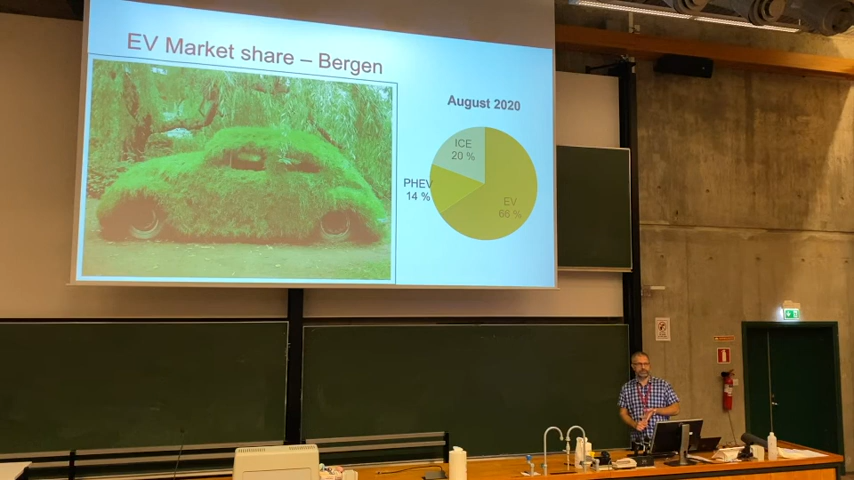 EV Market share – Bergen
August 2020
ICE
20 %
PHEV
14 %
EV
66 %